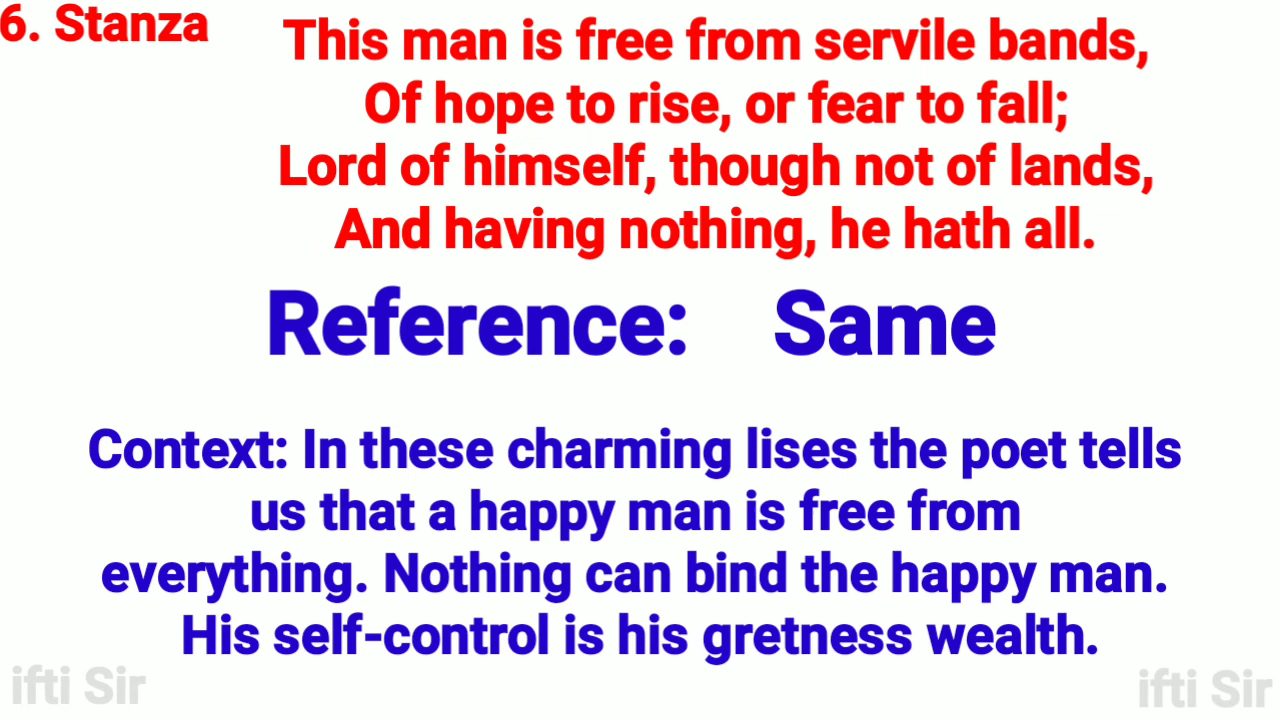 6. Stanza
This man is free from servile bands,
Of hope to rise, or fear to fall;
Lord of himself, though not of lands,
And having nothing, he hath all.
Reference: Same
Context: In these charming lises the poet tells
us that a happy man is free from
everything. Nothing can bind the happy man.
His self-control is his gretness wealth.
ifti Sir
ifti Sir